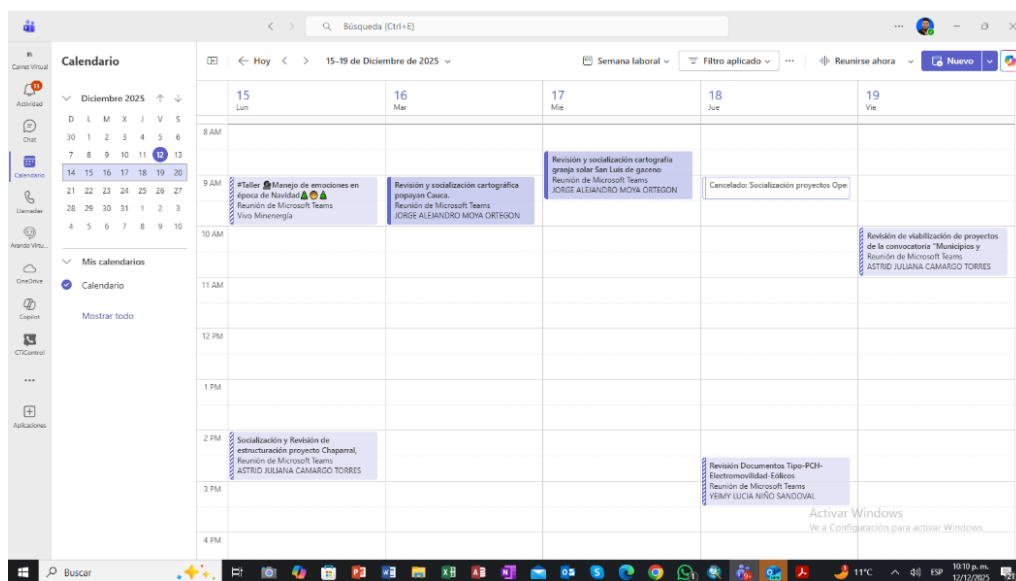 Búsqueda (Ctrl+E)
Carnet Virtual
Actividad
Chat
Calendario
Llamadas
Aranda Virtu...
OneDrive
Copilot
CTIControl
Aplicaciones
Calendario
Diciembre 2025
D L M X J V S
30 1 2 3 4 5 6
7 8 9 10 11 12 13
14 15 16 17 18 19 20
21 22 23 24 25 26 27
28 29 30 31 1 2 3
4 5 6 7 8 9 10
Mis calendarios
Calendario
Mostrar todo
Hoy
15–19 de Diciembre de 2025
Semana laboral
Filtro aplicado
Reunirse ahora
Nuevo
15 16 17 18 19
Lun Mar Mié Jue Vie
8 AM
9 AM
10 AM
11 AM
12 PM
1 PM
2 PM
3 PM
4 PM
#Taller Manejo de emociones en
época de Navidad
Reunión de Microsoft Teams
Vivo Minenergía
Socialización y Revisión de
estructuración proyecto Chaparral,
Reunión de Microsoft Teams
ASTRID JULIANA CAMARGO TORRES
Revisión y socialización cartográfica
popayan Cauca.
Reunión de Microsoft Teams
JORGE ALEJANDRO MOYA ORTEGON
Revisión y socialización cartografia
granja solar San Luis de gaceno
Reunión de Microsoft Teams
JORGE ALEJANDRO MOYA ORTEGON
Cancelado: Socialización proyectos Ope
Revisión Documentos Tipo-PCH-
Electromovilidad-Eólicos
Reunión de Microsoft Teams
YEIMY LUCIA NIÑO SANDOVAL
Revisión de viabilización de proyectos
de la convocatoria "Municipios y
Reunión de Microsoft Teams
ASTRID JULIANA CAMARGO TORRES
Activar Windows
Ve a Configuración para activar Windows.
Buscar
11°C
ESP
10:10 p. m.
12/12/2025